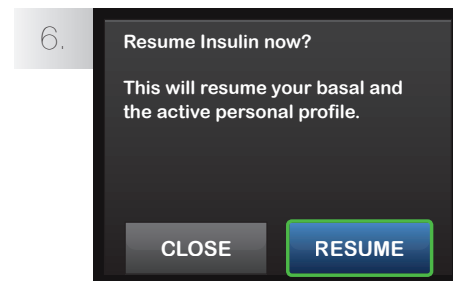 6.
Resume Insulin now?
This will resume your basal and
the active personal profile.
CLOSE
RESUME